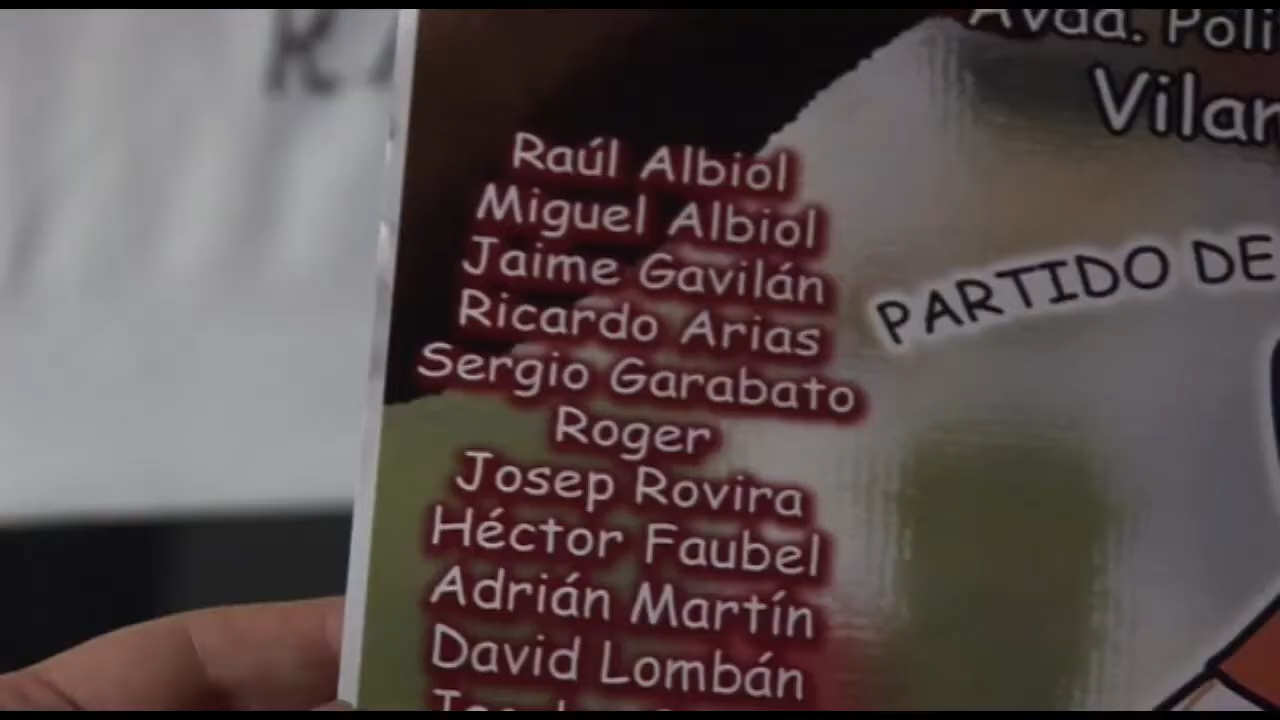 Avda. Poli
Vilan
Raúl Albiol
Miguel Albiol
Jaime Gavilán
Ricardo Arias
Sergio Garabato
Roger
Josep Rovira
Héctor Faubel
Adrián Martín
David Lombán
PARTIDO DE